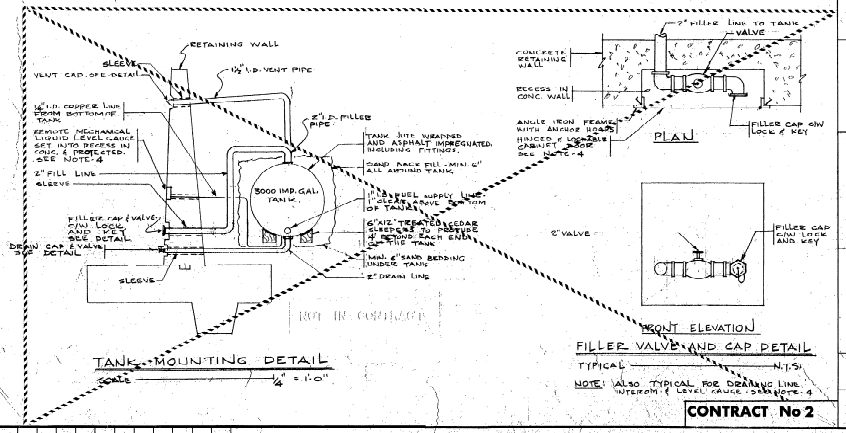 RETAINING WALL
SLEEVE
VENT CAP. SEE DETAIL
1½" I.D. VENT PIPE
I.D. COPPER LINE
FROM BOTTOM OF
TANK
REMOTE MECHANICAL
LIQUID LEVEL GAUGE
SET INTO RECESS IN
CONC. & PROTECTED.
SEE NOTE-4
2" FILL LINE
SLEEVE
FILLER CAP & VALVE
C/W LOCK
AND KEY
SEE DETAIL
DRAIN CAP & VALVE
SEE DETAIL
SLEEVE
2" I.D. FILLER
PIPE
TANK JUTE WRAPPED
AND ASPHALT IMPREGNATED.
INCLUDING FITTINGS.
SAND BACK FILL - MIN. 6"
ALL AROUND TANK
3000 IMP. GAL.
TANK.
FUEL SUPPLY LINE
1" CLEAR ABOVE BOTTOM
OF TANK
6"X12" TREATED CEDAR
SLEEPERS TO PROTRUDE
4" BEYOND EACH END
OF THE TANK
MIN. 6" SAND BEDDING
UNDER TANK
2" DRAIN LINE
NOT IN CONTRACT
TANK MOUNTING DETAIL
SCALE ¼" = 1'-0"
2" FILLER LINE TO TANK
VALVE
CONCRETE
RETAINING
WALL
RECESS IN
CONC. WALL
ANGLE IRON FRAME
WITH ANCHOR
HINGED & LOCKABLE
CABINET DOOR
SEE NOTE-4
PLAN
FILLER CAP C/W
LOCK & KEY
2" VALVE
FILLER CAP
C/W LOCK
AND KEY
FRONT ELEVATION
FILLER VALVE AND CAP DETAIL
TYPICAL N.T.S.
NOTE: ALSO TYPICAL FOR DRAIN LINE
INTERCOM. & LEVEL GAUGE - SEE NOTE-4
CONTRACT No 2